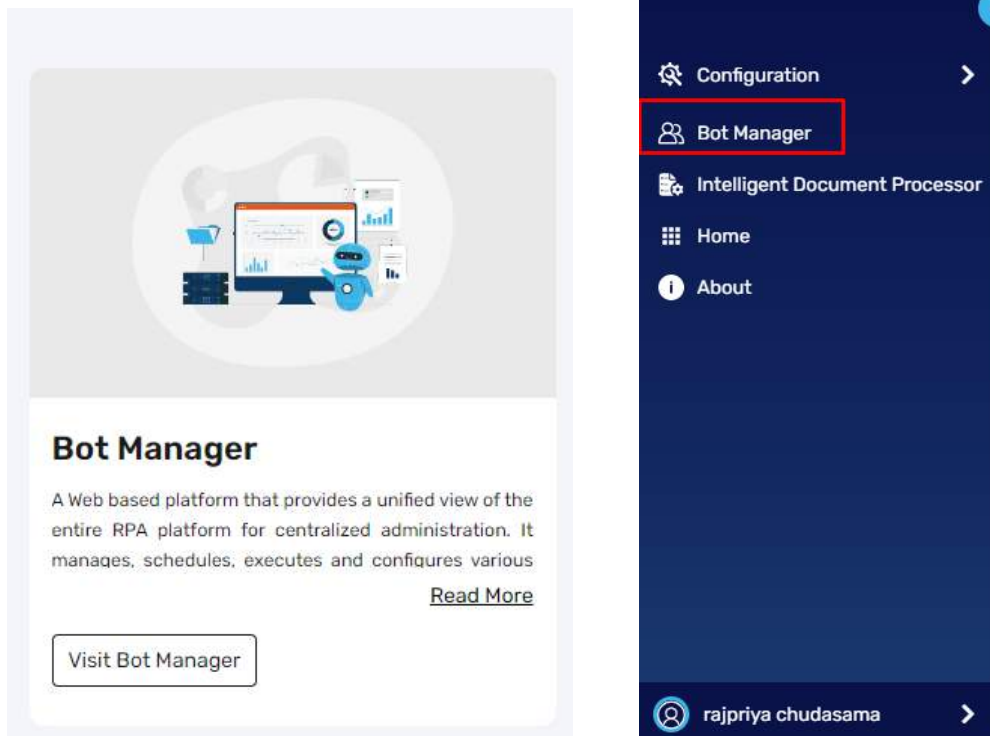 Bot Manager
A Web based platform that provides a unified view of the
entire RPA platform for centralized administration. It
manages, schedules, executes and configures various
Read More
Visit Bot Manager
Configuration
Bot Manager
Intelligent Document Processor
Home
About
rajpriya chudasama